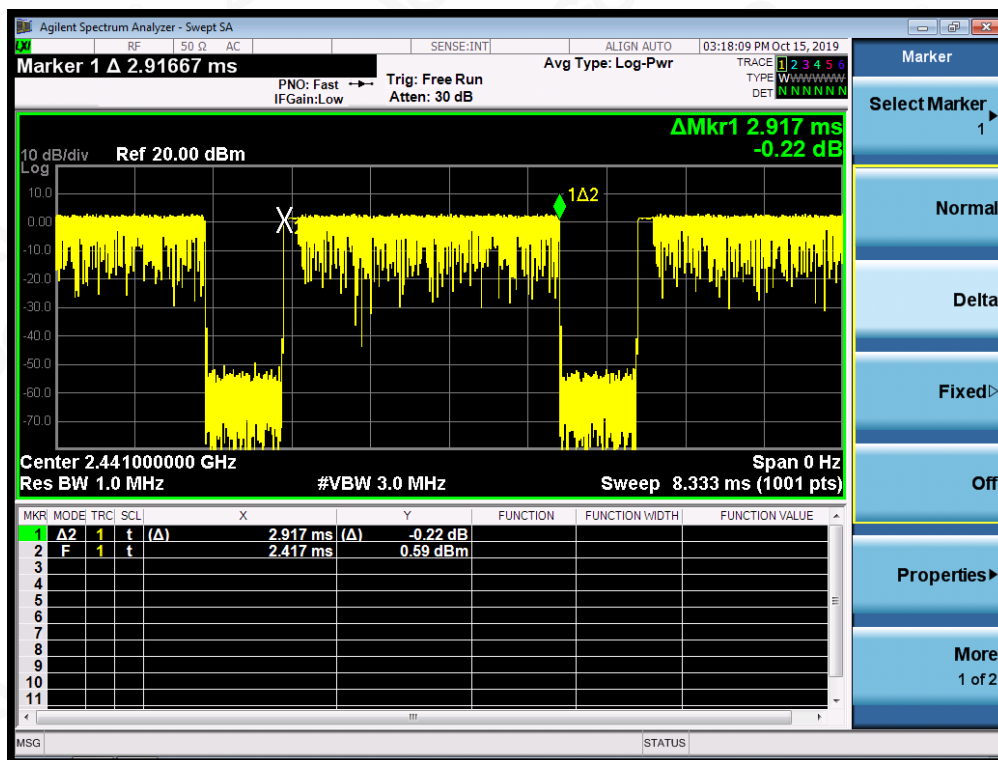 Agilent Spectrum Analyzer - Swept SA
LXI RF 50 Ω AC SENSE:INT ALIGN AUTO 03:18:09 PM Oct 15, 2019
Marker 1 Δ 2.91667 ms
PNO: Fast
IFGain:Low
Trig: Free Run
Atten: 30 dB
Avg Type: Log-Pwr
TRACE 1 2 3 4 5 6
TYPE WWWWWW
DET N N N N N N
ΔMkr1 2.917 ms
-0.22 dB
10 dB/div Ref 20.00 dBm
Log
10.0
0.00
-10.0
-20.0
-30.0
-40.0
-50.0
-60.0
-70.0
1Δ2
Center 2.441000000 GHz Span 0 Hz
Res BW 1.0 MHz #VBW 3.0 MHz Sweep 8.333 ms (1001 pts)
MKR MODE TRC SCL X Y FUNCTION FUNCTION WIDTH FUNCTION VALUE
1 Δ2 1 t (Δ) 2.917 ms (Δ) -0.22 dB
2 F 1 t 2.417 ms 0.59 dBm
3
4
5
6
7
8
9
10
11
MSG STATUS
Marker
Select Marker
1
Normal
Delta
Fixed
Off
Properties
More
1 of 2